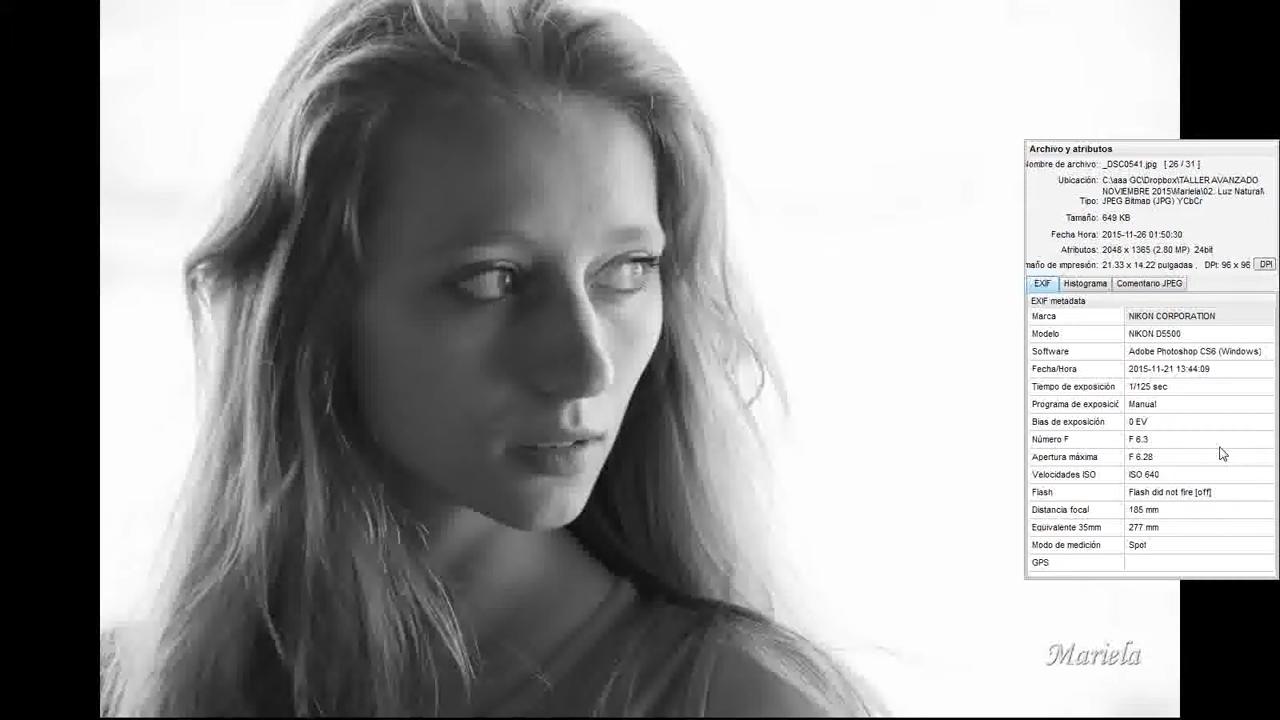 Archivo y atributos
Nombre de archivo: _DSC0541.jpg [ 26 / 31 ]
Ubicación: C:\aaa GC\Dropbox\TALLER AVANZADO
NOVIEMBRE 2015\Mariela\02. Luz Natural\
Tipo: JPEG Bitmap (JPG) YCbCr
Tamaño: 649 KB
Fecha Hora: 2015-11-26 01:50:30
Atributos: 2048 x 1365 (2.80 MP) 24bit
maño de impresión: 21.33 x 14.22 pulgadas , DPI: 96 x 96 DPI
EXIF Histograma Comentario JPEG
EXIF metadata
Marca NIKON CORPORATION
Modelo NIKON D5500
Software Adobe Photoshop CS6 (Windows)
Fecha/Hora 2015-11-21 13:44:09
Tiempo de exposición 1/125 sec
Programa de exposició Manual
Bias de exposición 0 EV
Número F F 6.3
Apertura máxima F 6.28
Velocidades ISO ISO 640
Flash Flash did not fire [off]
Distancia focal 185 mm
Equivalente 35mm 277 mm
Modo de medición Spot
GPS
Mariela